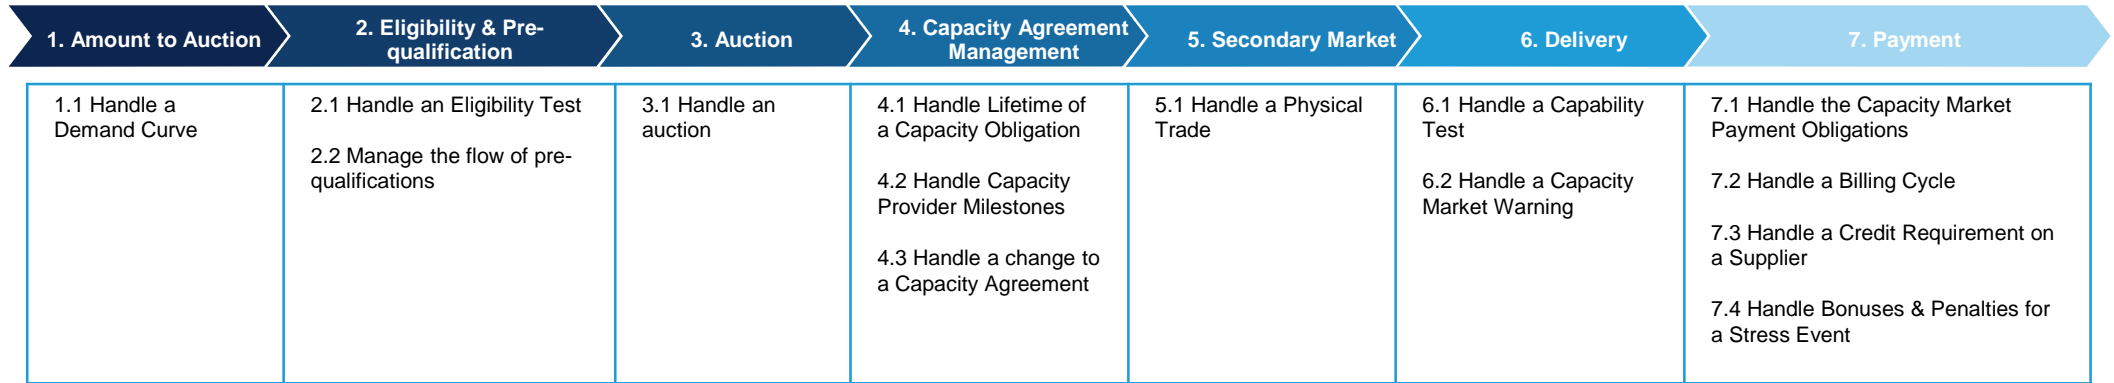 1. Amount to Auction
2. Eligibility & Pre-
qualification
3. Auction
4. Capacity Agreement
Management
5. Secondary Market
6. Delivery
7. Payment
1.1 Handle a
Demand Curve
2.1 Handle an Eligibility Test
2.2 Manage the flow of pre-
qualifications
3.1 Handle an
auction
4.1 Handle Lifetime of
a Capacity Obligation
4.2 Handle Capacity
Provider Milestones
4.3 Handle a change to
a Capacity Agreement
5.1 Handle a Physical
Trade
6.1 Handle a Capability
Test
6.2 Handle a Capacity
Market Warning
7.1 Handle the Capacity Market
Payment Obligations
7.2 Handle a Billing Cycle
7.3 Handle a Credit Requirement on
a Supplier
7.4 Handle Bonuses & Penalties for
a Stress Event